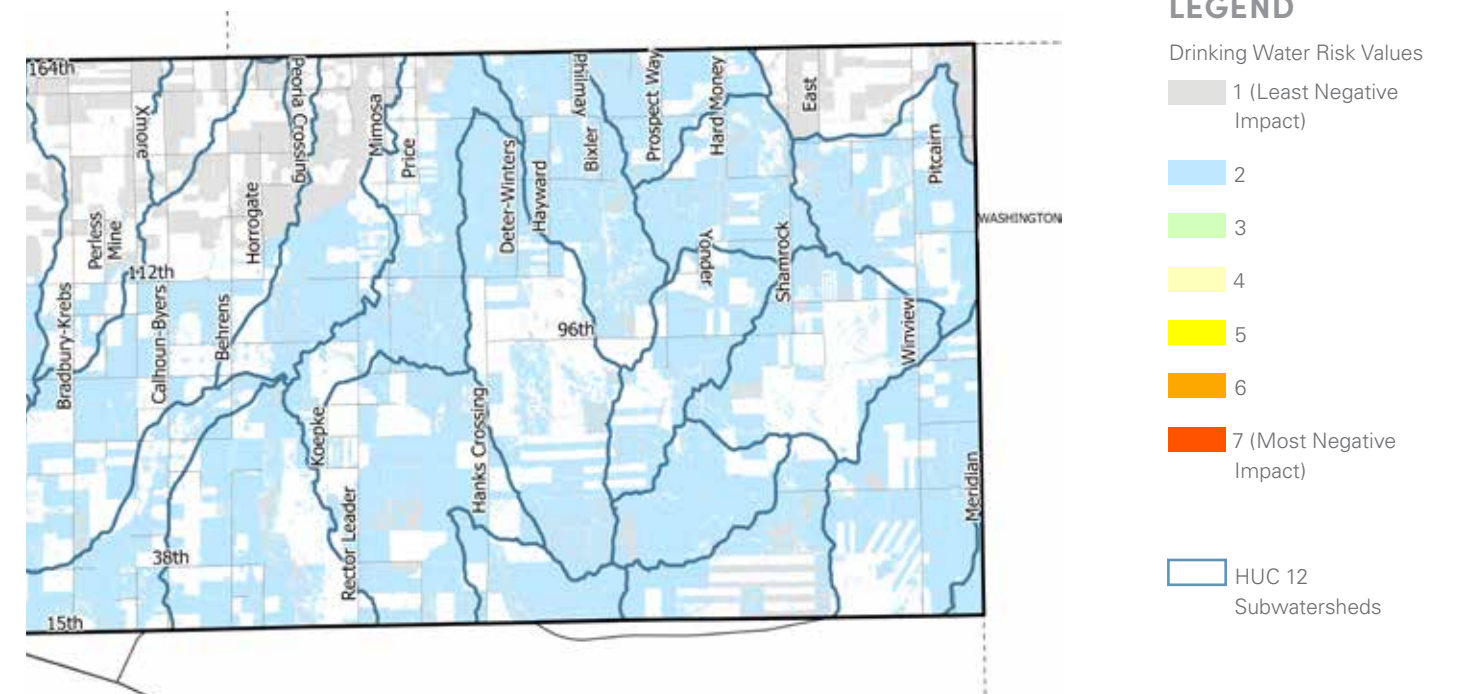 164th
Xmore
Peoria Crossing
Mimosa
Price
Philmay
Bixler
Prospect Way
Hard Money
East
Pitcairn
Perless
Mine
Horrogate
Deter-Winters
Hayward
Yonder
Shamrock
WASHINGTON
112th
Bradbury-Krebs
Calhoun-Byers
Behrens
96th
Winview
Koepke
Hanks Crossing
Meridian
Rector Leader
38th
15th
LEGEND
Drinking Water Risk Values
1 (Least Negative
Impact)
2
3
4
5
6
7 (Most Negative
Impact)
HUC 12
Subwatersheds